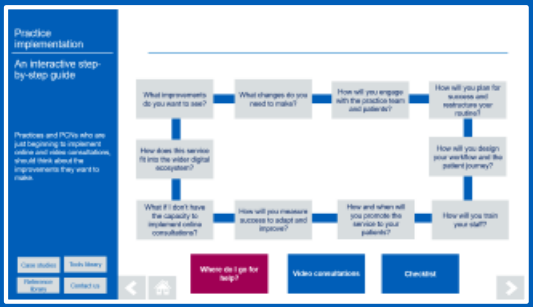 Practice
implementation
An interactive step-
by-step guide
Practices and PCNs who are
just beginning to implement
online and video consultations,
should think about the
improvements they want to
make.
Case studies
Tools library
Reference
library
Contact us
What improvements
do you want to see?
What changes do you
need to make?
How will you engage
with the practice team
and patients?
How will you plan for
success and
restructure your
routine?
How does this service
fit into the wider digital
ecosystem?
How will you design
your workflow and the
patient journey?
What if I don't have
the capacity to
implement online
consultations?
How will you measure
success to adapt and
improve?
How and when will
you promote the
service to your
patients?
How will you train
your staff?
Where do I go for
help?
Video consultations
Checklist